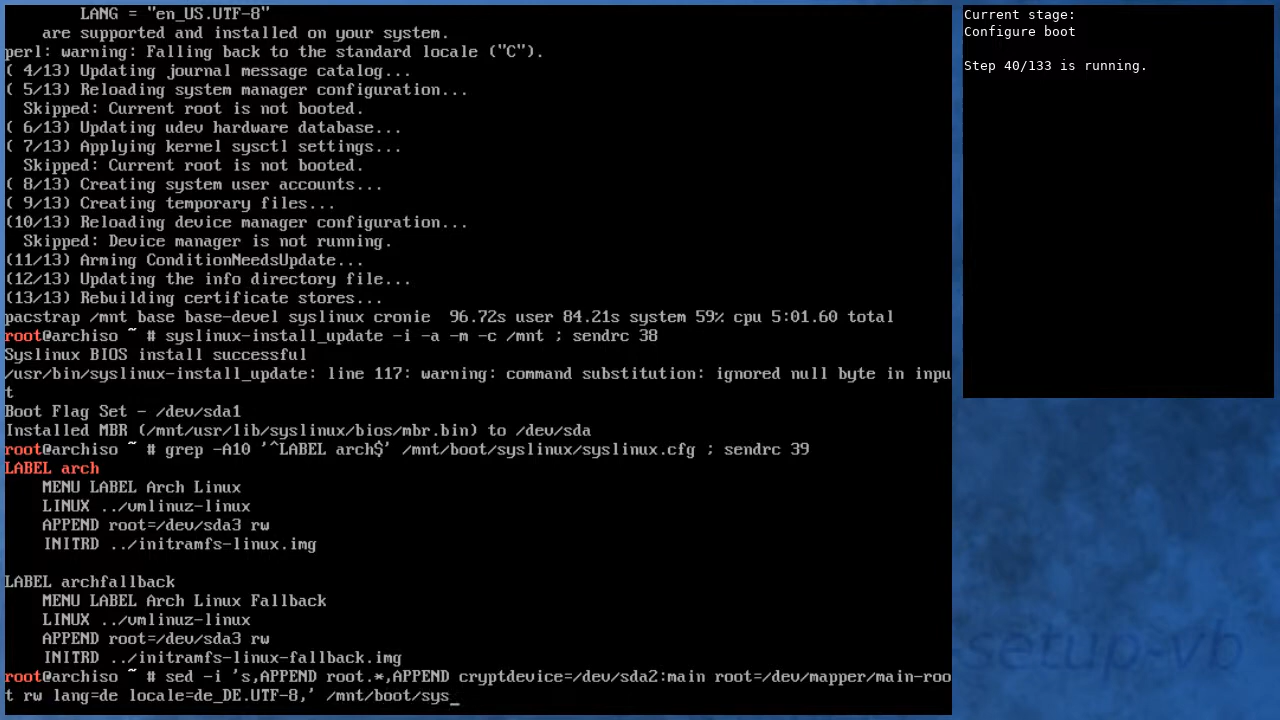 LANG = "en_US.UTF-8"
are supported and installed on your system.
perl: warning: Falling back to the standard locale ("C").
( 4/13) Updating journal message catalog...
( 5/13) Reloading system manager configuration...
Skipped: Current root is not booted.
( 6/13) Updating udev hardware database...
( 7/13) Applying kernel sysctl settings...
Skipped: Current root is not booted.
( 8/13) Creating system user accounts...
( 9/13) Creating temporary files...
(10/13) Reloading device manager configuration...
Skipped: Device manager is not running.
(11/13) Arming ConditionNeedsUpdate...
(12/13) Updating the info directory file...
(13/13) Rebuilding certificate stores...
pacstrap /mnt base base-devel syslinux cronie  96.72s user 84.21s system 59% cpu 5:01.60 total
root@archiso ~ # syslinux-install_update -i -a -m -c /mnt ; sendrc 38
Syslinux BIOS install successful
/usr/bin/syslinux-install_update: line 117: warning: command substitution: ignored null byte in inpu
t
Boot Flag Set - /dev/sda1
Installed MBR (/mnt/usr/lib/syslinux/bios/mbr.bin) to /dev/sda
root@archiso ~ # grep -A10 '^LABEL arch$' /mnt/boot/syslinux/syslinux.cfg ; sendrc 39
LABEL arch
MENU LABEL Arch Linux
LINUX ../vmlinuz-linux
APPEND root=/dev/sda3 rw
INITRD ../initramfs-linux.img
LABEL archfallback
MENU LABEL Arch Linux Fallback
LINUX ../vmlinuz-linux
APPEND root=/dev/sda3 rw
INITRD ../initramfs-linux-fallback.img
root@archiso ~ # sed -i 's,APPEND root.*,APPEND cryptdevice=/dev/sda2:main root=/dev/mapper/main-roo
t rw lang=de locale=de_DE.UTF-8,' /mnt/boot/sys_
Current stage:
Configure boot
Step 40/133 is running.
setup-vb